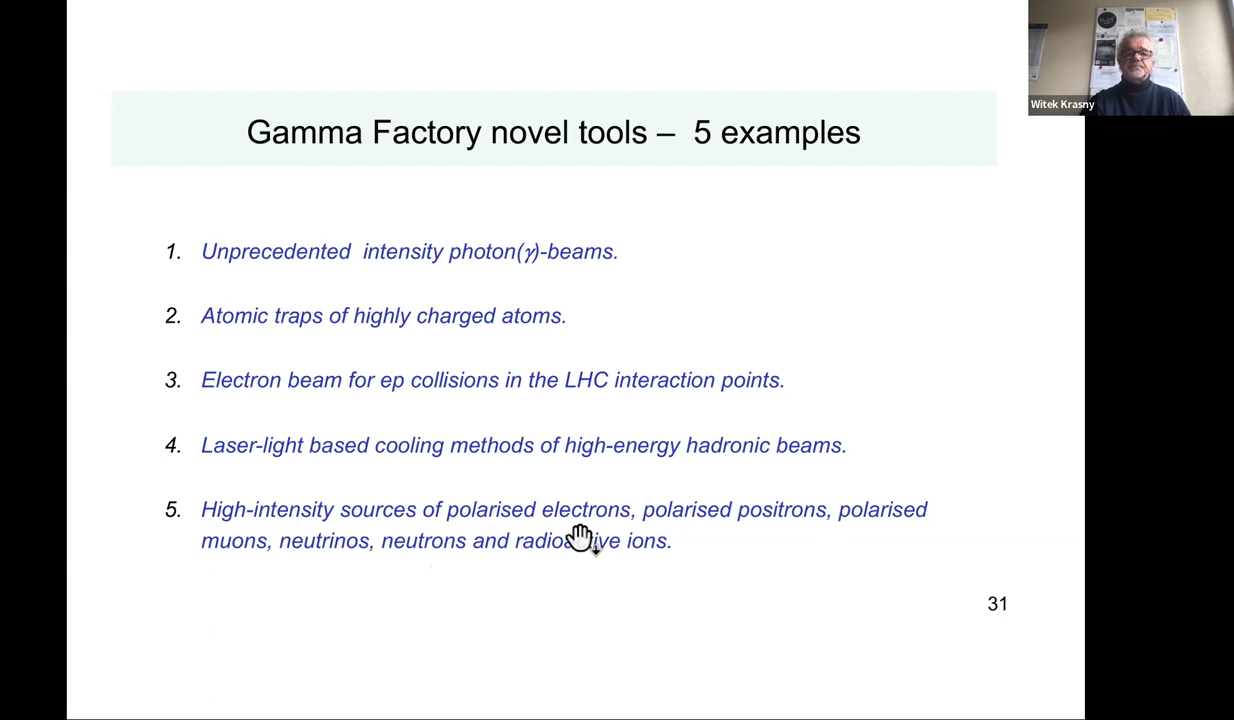 Witek Krasny
Gamma Factory novel tools – 5 examples
1. Unprecedented intensity photon(γ)-beams.
2. Atomic traps of highly charged atoms.
3. Electron beam for ep collisions in the LHC interaction points.
4. Laser-light based cooling methods of high-energy hadronic beams.
5. High-intensity sources of polarised electrons, polarised positrons, polarised
muons, neutrinos, neutrons and radioactive ions.
31